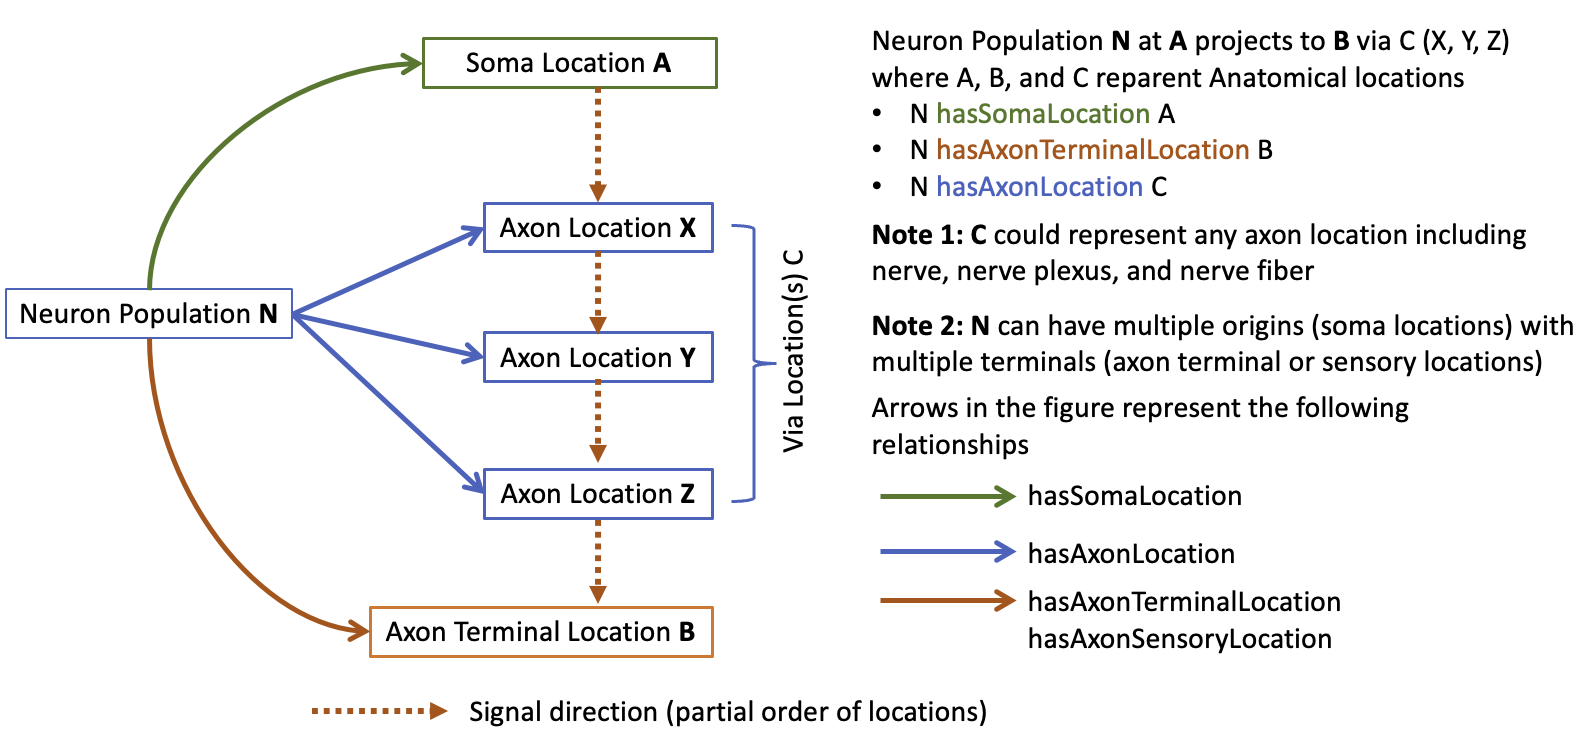 Soma Location A
Axon Location X
Neuron Population N
Axon Location Y
Axon Location Z
Via Location(s) C
Axon Terminal Location B
Signal direction (partial order of locations)
Neuron Population N at A projects to B via C (X, Y, Z)
where A, B, and C reparent Anatomical locations
• N hasSomaLocation A
• N hasAxonTerminalLocation B
• N hasAxonLocation C
Note 1: C could represent any axon location including
nerve, nerve plexus, and nerve fiber
Note 2: N can have multiple origins (soma locations) with
multiple terminals (axon terminal or sensory locations)
Arrows in the figure represent the following
relationships
hasSomaLocation
hasAxonLocation
hasAxonTerminalLocation
hasAxonSensoryLocation